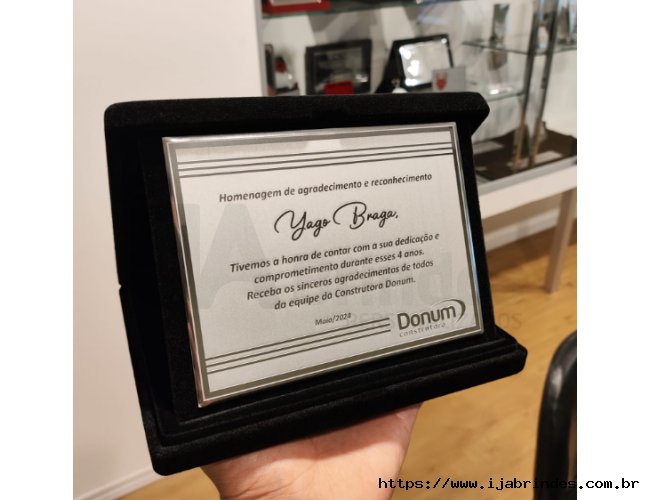 Homenagem de agradecimento e reconhecimento
Yago Braga,
Tivemos a honra de contar com a sua dedicação e
comprometimento durante esses 4 anos.
Receba os sinceros agradecimentos de todos
da equipe da Construtora Donum.
Maio/2024
Donum
construtora
https://www.ijabrindes.com.br